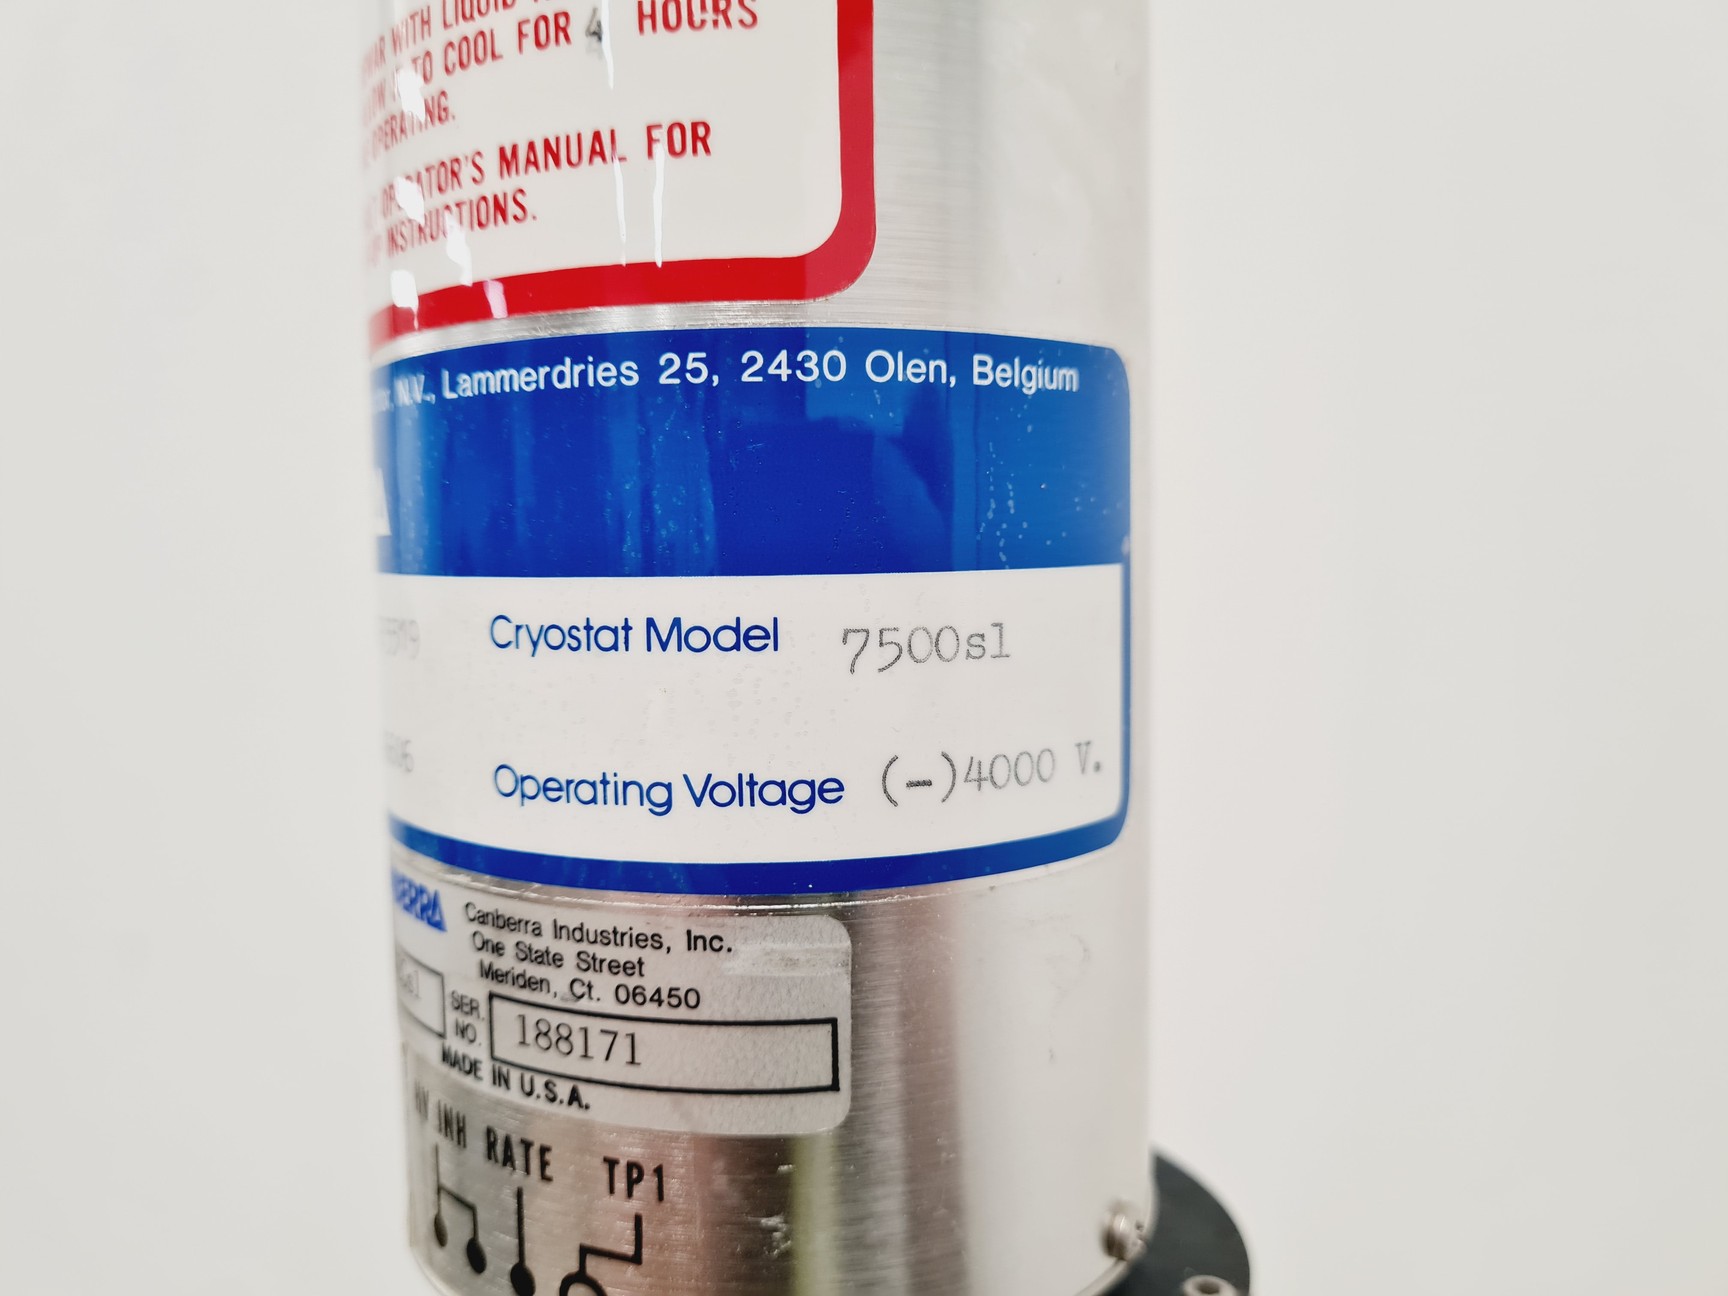 WITH LIQUID
TO COOL FOR 4 HOURS
OPERATING.
OPERATOR'S MANUAL FOR
INSTRUCTIONS.
N.V., Lammerdries 25, 2430 Olen, Belgium
Cryostat Model 7500sl
Operating Voltage (-)4000 V.
Canberra Industries, Inc.
One State Street
Meriden, Ct. 06450
SER. NO. 188171
MADE IN U.S.A.
INH RATE TP1